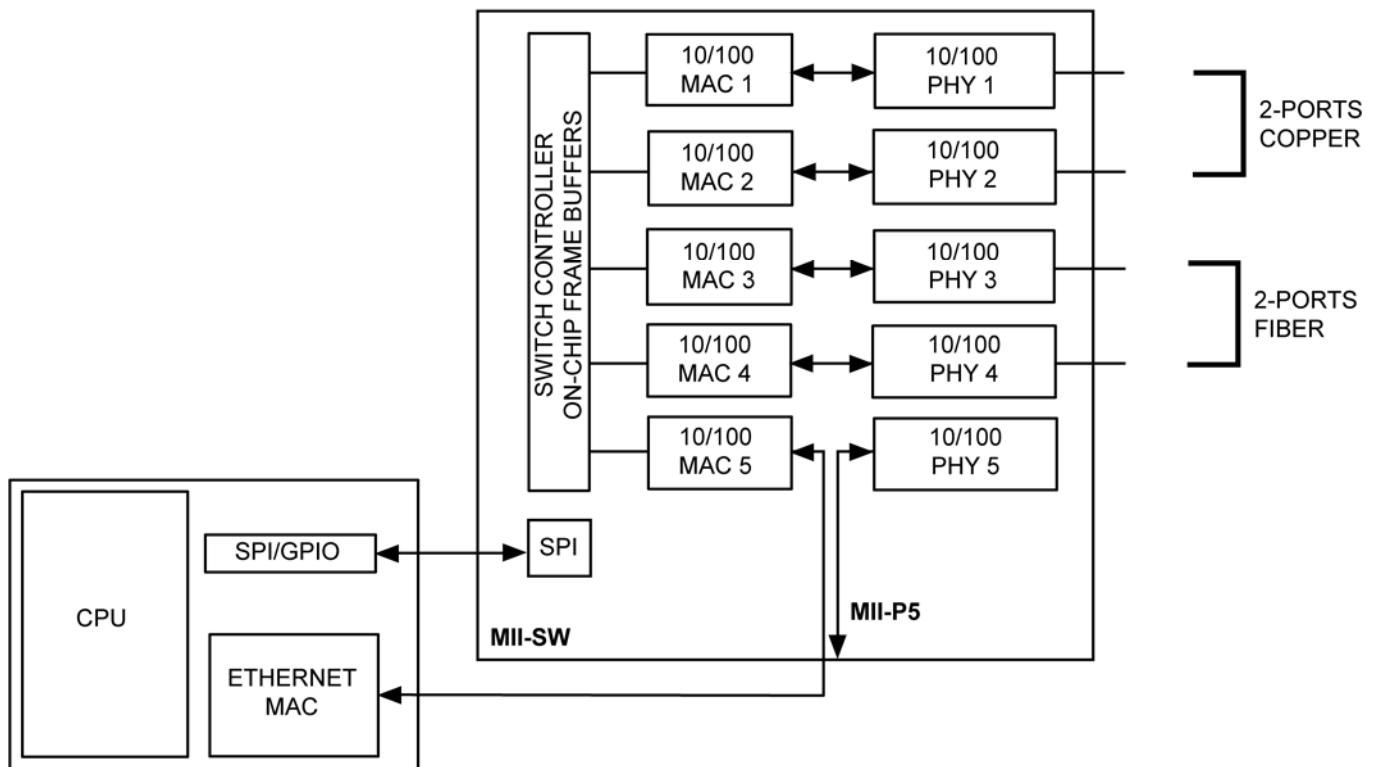 10/100
MAC 1
10/100
PHY 1
2-PORTS
COPPER
10/100
MAC 2
10/100
PHY 2
SWITCH CONTROLLER
ON-CHIP FRAME BUFFERS
10/100
MAC 3
10/100
PHY 3
2-PORTS
FIBER
10/100
MAC 4
10/100
PHY 4
10/100
MAC 5
10/100
PHY 5
SPI/GPIO
SPI
CPU
MII-P5
MII-SW
ETHERNET
MAC